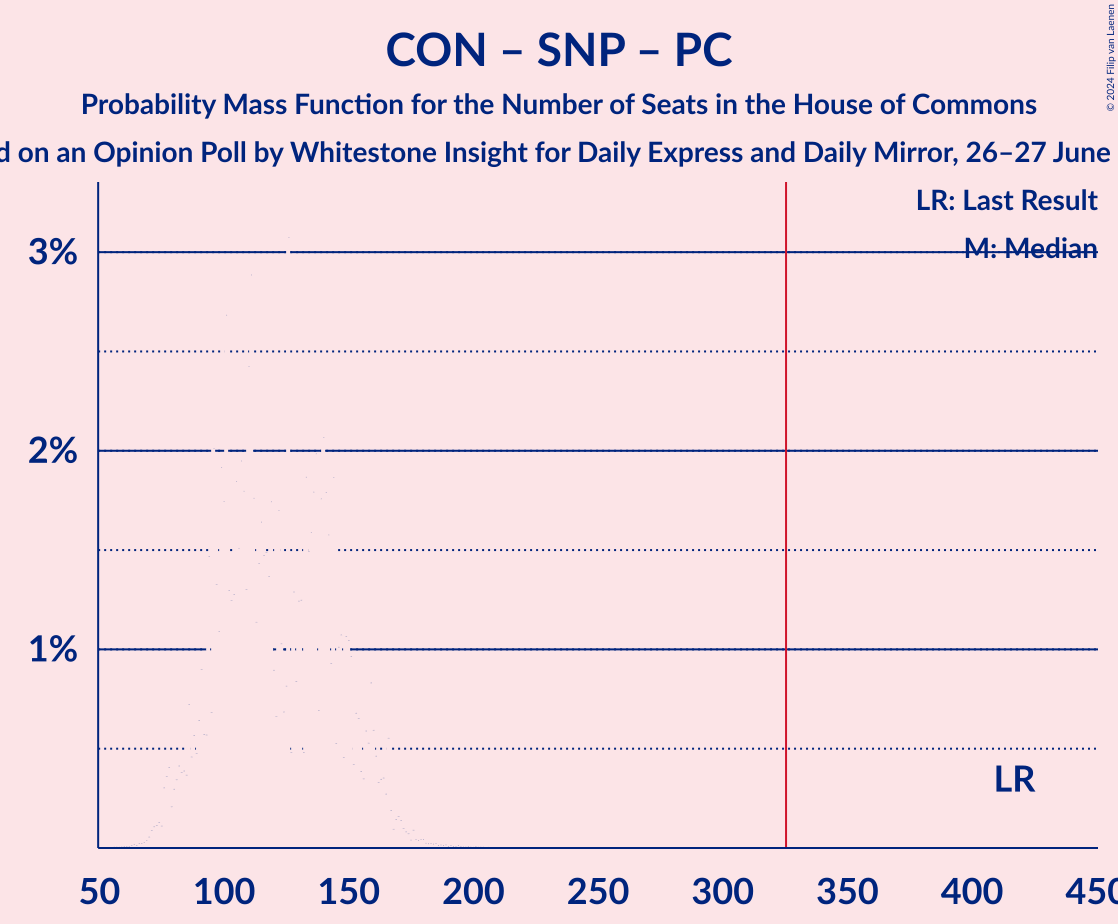 CON – SNP – PC
Probability Mass Function for the Number of Seats in the House of Commons
on an Opinion Poll by Whitestone Insight for Daily Express and Daily Mirror, 26–27 June
© 2024 Filip van Laenen
LR: Last Result
M: Median
3%
2%
1%
LR
50 100 150 200 250 300 350 400 450